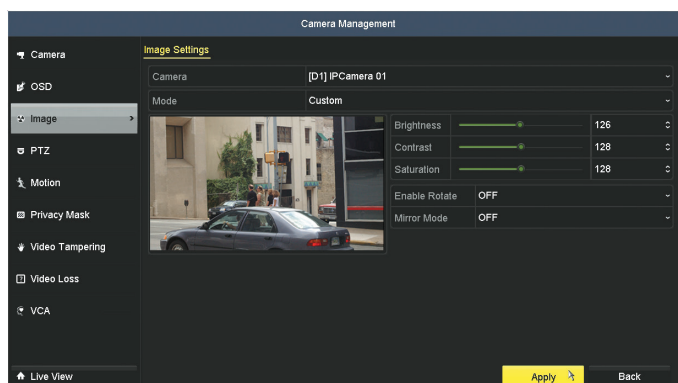 Camera Management
Camera
OSD
Image
PTZ
Motion
Privacy Mask
Video Tampering
Video Loss
VCA
Live View
Image Settings
Camera [D1] IPCamera 01
Mode Custom
Brightness 126
Contrast 128
Saturation 128
Enable Rotate OFF
Mirror Mode OFF
Apply Back